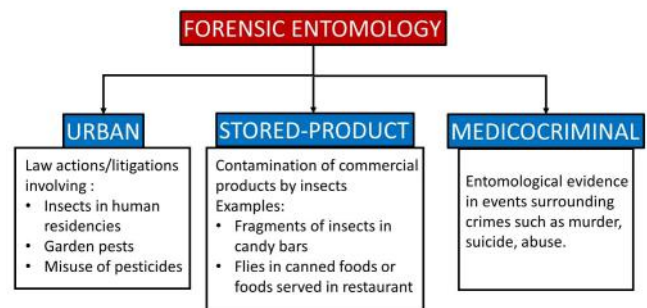 FORENSIC ENTOMOLOGY
URBAN
Law actions/litigations
involving :
• Insects in human
residencies
• Garden pests
• Misuse of pesticides
STORED-PRODUCT
Contamination of commercial
products by insects
Examples:
• Fragments of insects in
candy bars
• Flies in canned foods or
foods served in restaurant
MEDICOCRIMINAL
Entomological evidence
in events surrounding
crimes such as murder,
suicide, abuse.